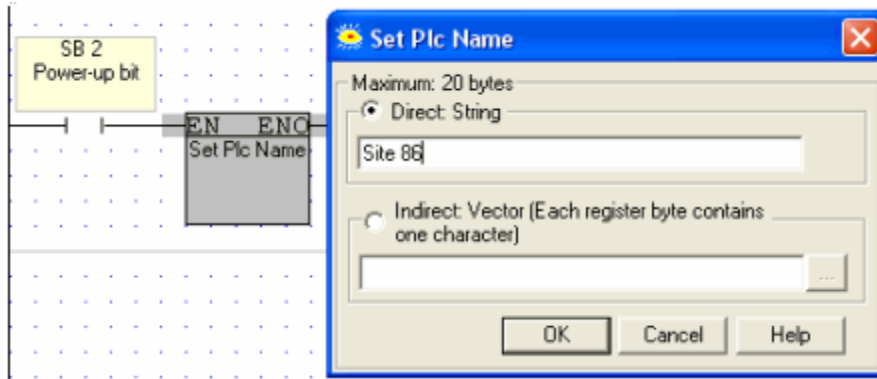 SB 2
Power-up bit
EN ENO
Set Plc Name
Set Plc Name
Maximum: 20 bytes
Direct: String
Site 86
Indirect: Vector (Each register byte contains
one character)
...
OK Cancel Help